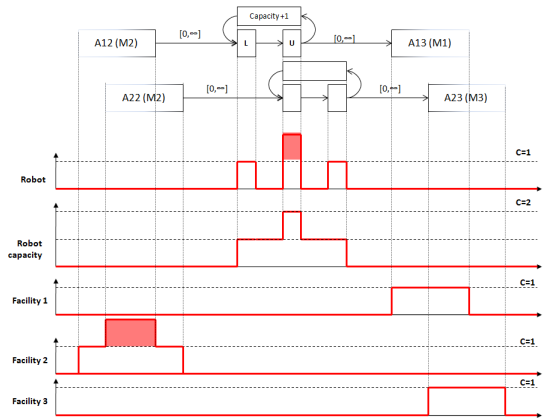 Capacity +1
A12 (M2)
[0,∞]
L
U
[0,∞]
A13 (M1)
A22 (M2)
[0,∞]
[0,∞]
A23 (M3)
C=1
Robot
C=2
Robot
capacity
C=1
Facility 1
C=1
Facility 2
C=1
Facility 3